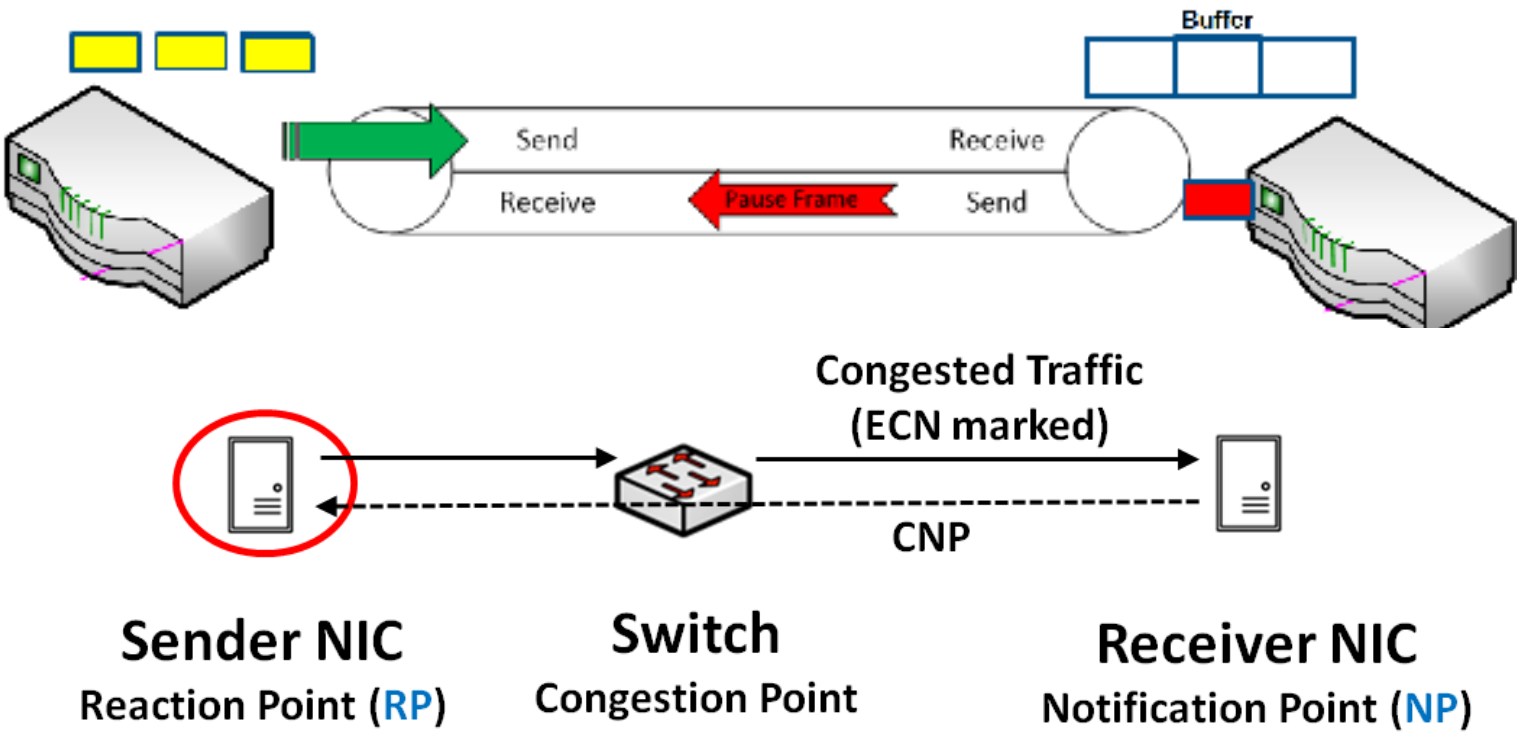 Buffer
Send
Receive
Receive
Pause Frame
Send
Congested Traffic
(ECN marked)
CNP
Sender NIC
Reaction Point (RP)
Switch
Congestion Point
Receiver NIC
Notification Point (NP)